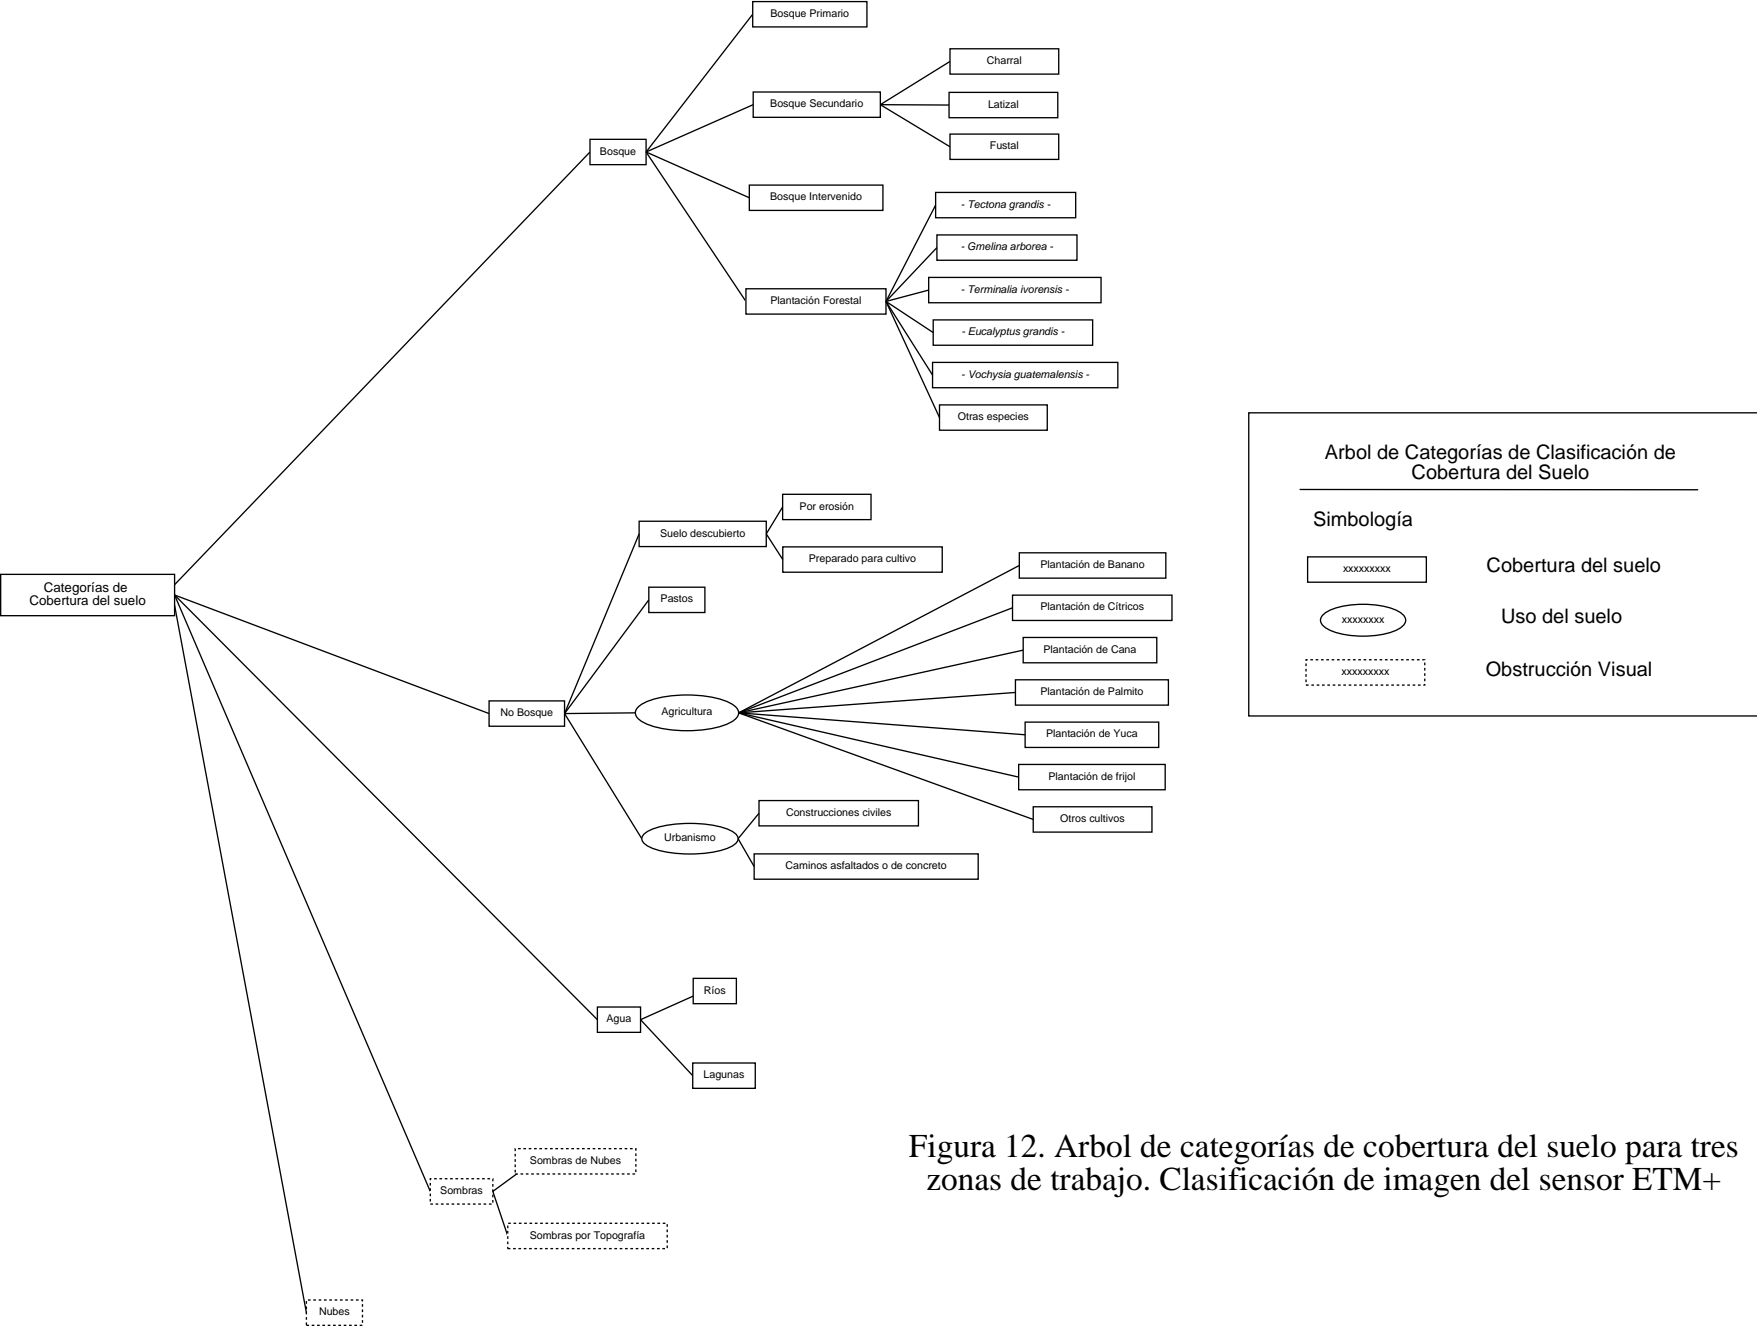 Bosque Primario
Charral
Bosque Secundario
Latizal
Fustal
Bosque
Bosque Intervenido
- Tectona grandis -
- Gmelina arborea -
- Terminalia ivorensis -
Plantación Forestal
- Eucalyptus grandis -
- Vochysia guatemalensis -
Otras especies
Arbol de Categorías de Clasificación de
Cobertura del Suelo
Simbología
xxxxxxxxx
Cobertura del suelo
xxxxxxxx
Uso del suelo
xxxxxxxxx
Obstrucción Visual
Por erosión
Suelo descubierto
Preparado para cultivo
Categorías de
Cobertura del suelo
Pastos
Plantación de Banano
Plantación de Cítricos
Plantación de Cana
Plantación de Palmito
No Bosque
Agricultura
Plantación de Yuca
Plantación de frijol
Otros cultivos
Construcciones civiles
Urbanismo
Caminos asfaltados o de concreto
Ríos
Agua
Lagunas
Sombras de Nubes
Sombras
Sombras por Topografía
Nubes
Figura 12. Arbol de categorías de cobertura del suelo para tres
zonas de trabajo. Clasificación de imagen del sensor ETM+